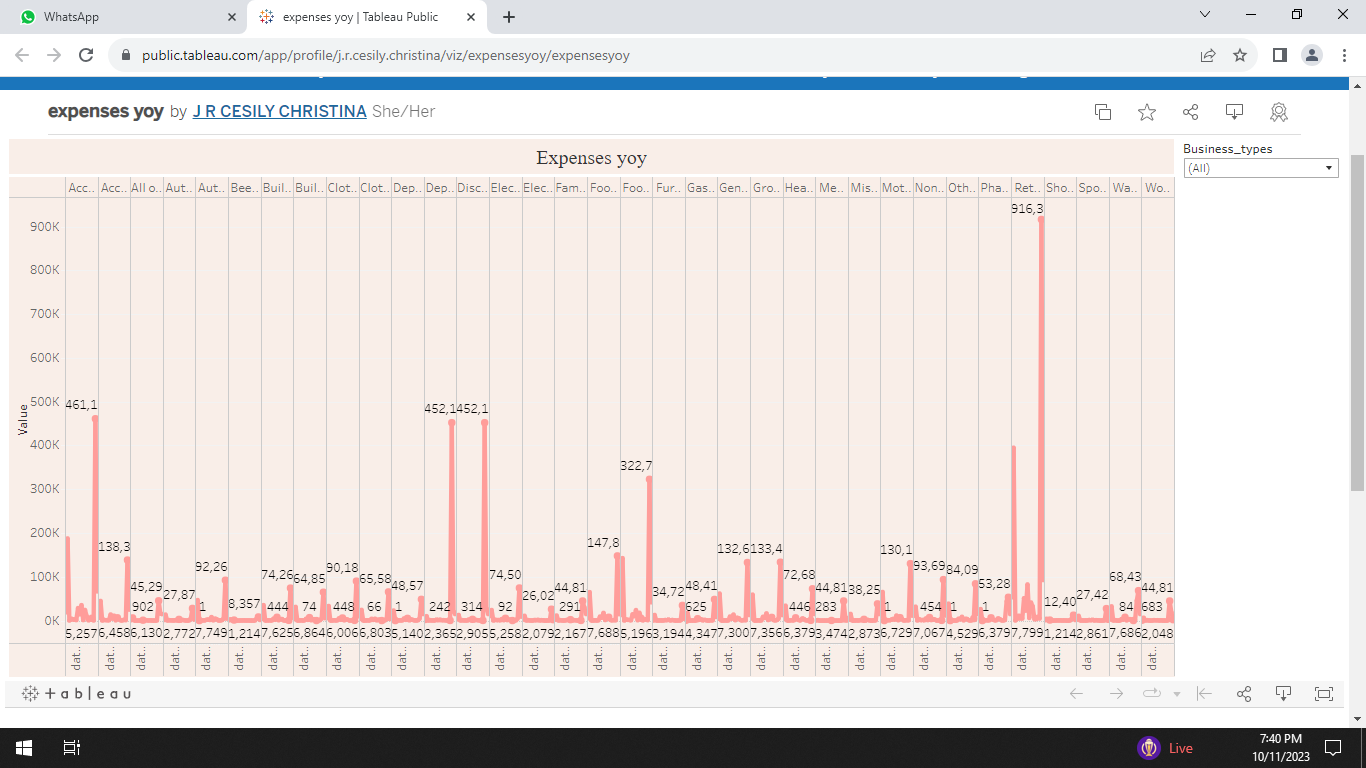 WhatsApp
expenses yoy | Tableau Public
public.tableau.com/app/profile/j.r.cesily.christina/viz/expensesyoy/expensesyoy
expenses yoy by J R CESILY CHRISTINA She/Her
Expenses yoy
Business_types
(All)
Acc.. Acc.. All o.. Aut.. Aut.. Bee.. Buil.. Buil.. Clot.. Clot.. Dep.. Dep.. Disc.. Elec.. Elec.. Fam.. Foo.. Foo.. Fur.. Gas.. Gen.. Gro.. Hea.. Me.. Mis.. Mot.. Non.. Oth.. Pha.. Ret.. Sho.. Spo.. Wa.. Wo..
Value
900K
800K
700K
600K
500K
400K
300K
200K
100K
0K
916,3
461,1 452,1 452,1
322,7
138,3 147,8 132,6 133,4 130,1
92,26 90,18 93,69 84,09
74,26 64,85 65,58 74,50 72,68 68,43
45,29 27,87 48,57 26,02 44,81 34,72 48,41 44,81 38,25 53,28 12,40 27,42 44,81
902 1 8,357 444 74 448 66 1 242 314 92 291 625 446 283 1 454 1 1 84 683
5,257 6,458 6,130 2,772 7,749 1,214 7,625 6,864 6,006 6,803 5,140 2,365 2,905 5,258 2,079 2,167 7,688 5,196 3,194 4,347 7,300 7,356 6,379 3,474 2,873 6,729 7,067 4,529 6,379 7,799 1,214 2,861 7,686 2,048
dat.. dat.. dat.. dat.. dat.. dat.. dat.. dat.. dat.. dat.. dat.. dat.. dat.. dat.. dat.. dat.. dat.. dat.. dat.. dat.. dat.. dat.. dat.. dat.. dat.. dat.. dat.. dat.. dat.. dat.. dat.. dat.. dat.. dat..
+ableau
Live
7:40 PM
10/11/2023